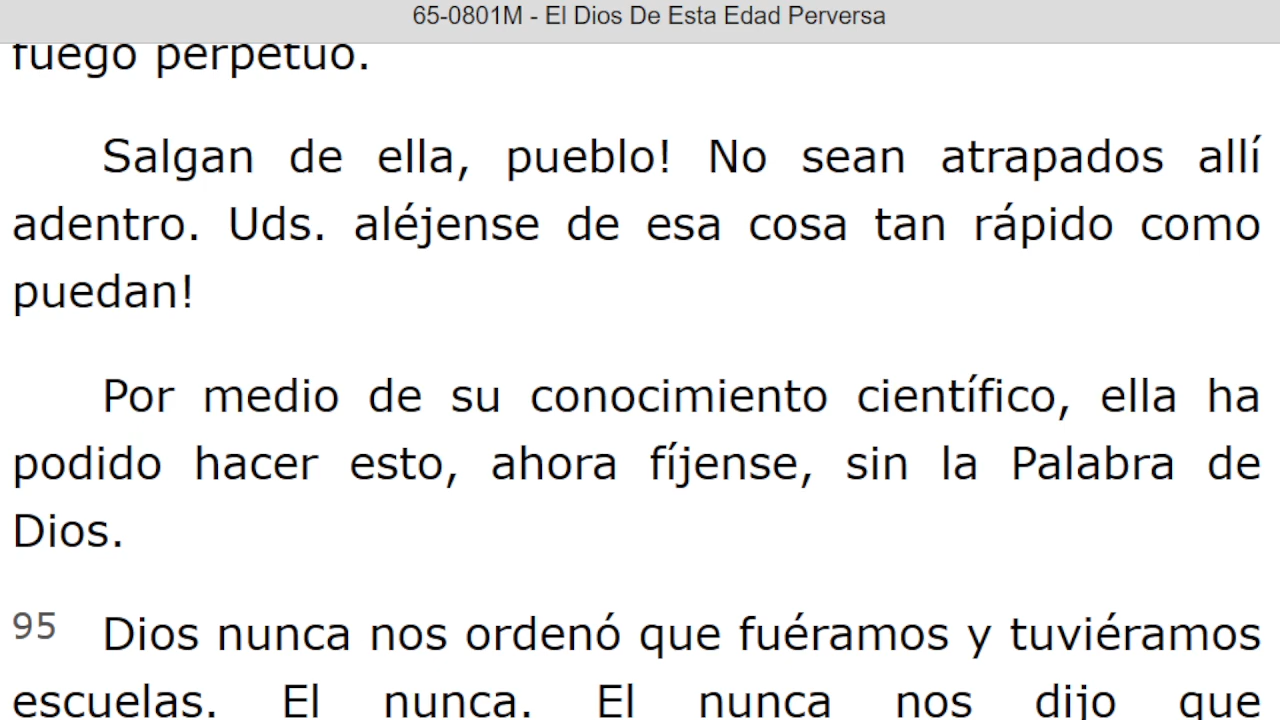 65-0801M - El Dios De Esta Edad Perversa
fuego perpetuo.
Salgan de ella, pueblo! No sean atrapados allí
adentro. Uds. aléjense de esa cosa tan rápido como
puedan!
Por medio de su conocimiento científico, ella ha
podido hacer esto, ahora fíjense, sin la Palabra de
Dios.
95 Dios nunca nos ordenó que fuéramos y tuviéramos
escuelas. El nunca. El nunca nos dijo que